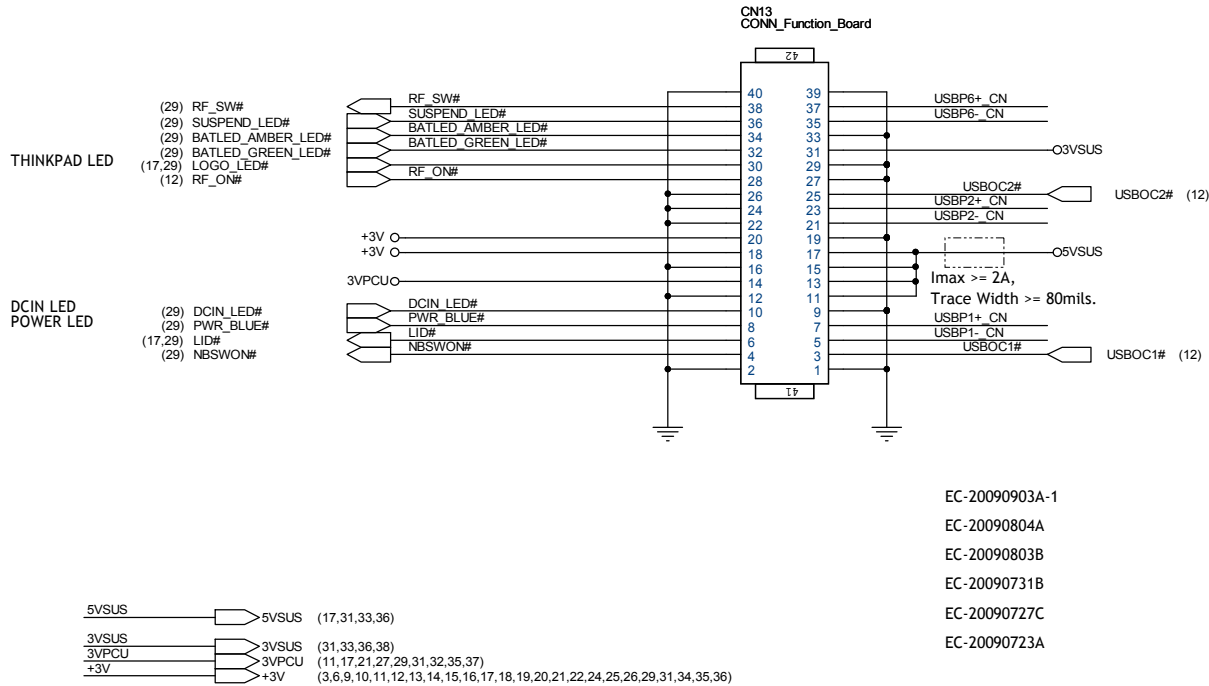 CN13
CONN_Function_Board
42
40 39
(29) RF_SW# RF_SW# 38 37 USBP6+_CN
(29) SUSPEND_LED# SUSPEND_LED# 36 35 USBP6-_CN
(29) BATLED_AMBER_LED# BATLED_AMBER_LED# 34 33
(29) BATLED_GREEN_LED# BATLED_GREEN_LED# 32 31 3VSUS
THINKPAD LED
(17,29) LOGO_LED# 30 29
(12) RF_ON# RF_ON# 28 27
26 25 USBOC2# USBOC2# (12)
24 23 USBP2+_CN
22 21 USBP2-_CN
+3V 20 19
+3V 18 17 5VSUS
16 15
3VPCU 14 13 Imax >= 2A,
12 11 Trace Width >= 80mils.
DCIN LED
POWER LED
(29) DCIN_LED# DCIN_LED# 10 9
(29) PWR_BLUE# PWR_BLUE# 8 7 USBP1+_CN
(17,29) LID# LID# 6 5 USBP1-_CN
(29) NBSWON# NBSWON# 4 3 USBOC1# USBOC1# (12)
2 1
41
EC-20090903A-1
EC-20090804A
EC-20090803B
EC-20090731B
EC-20090727C
EC-20090723A
5VSUS 5VSUS (17,31,33,36)
3VSUS 3VSUS (31,33,36,38)
3VPCU 3VPCU (11,17,21,27,29,31,32,35,37)
+3V +3V (3,6,9,10,11,12,13,14,15,16,17,18,19,20,21,22,24,25,26,29,31,34,35,36)